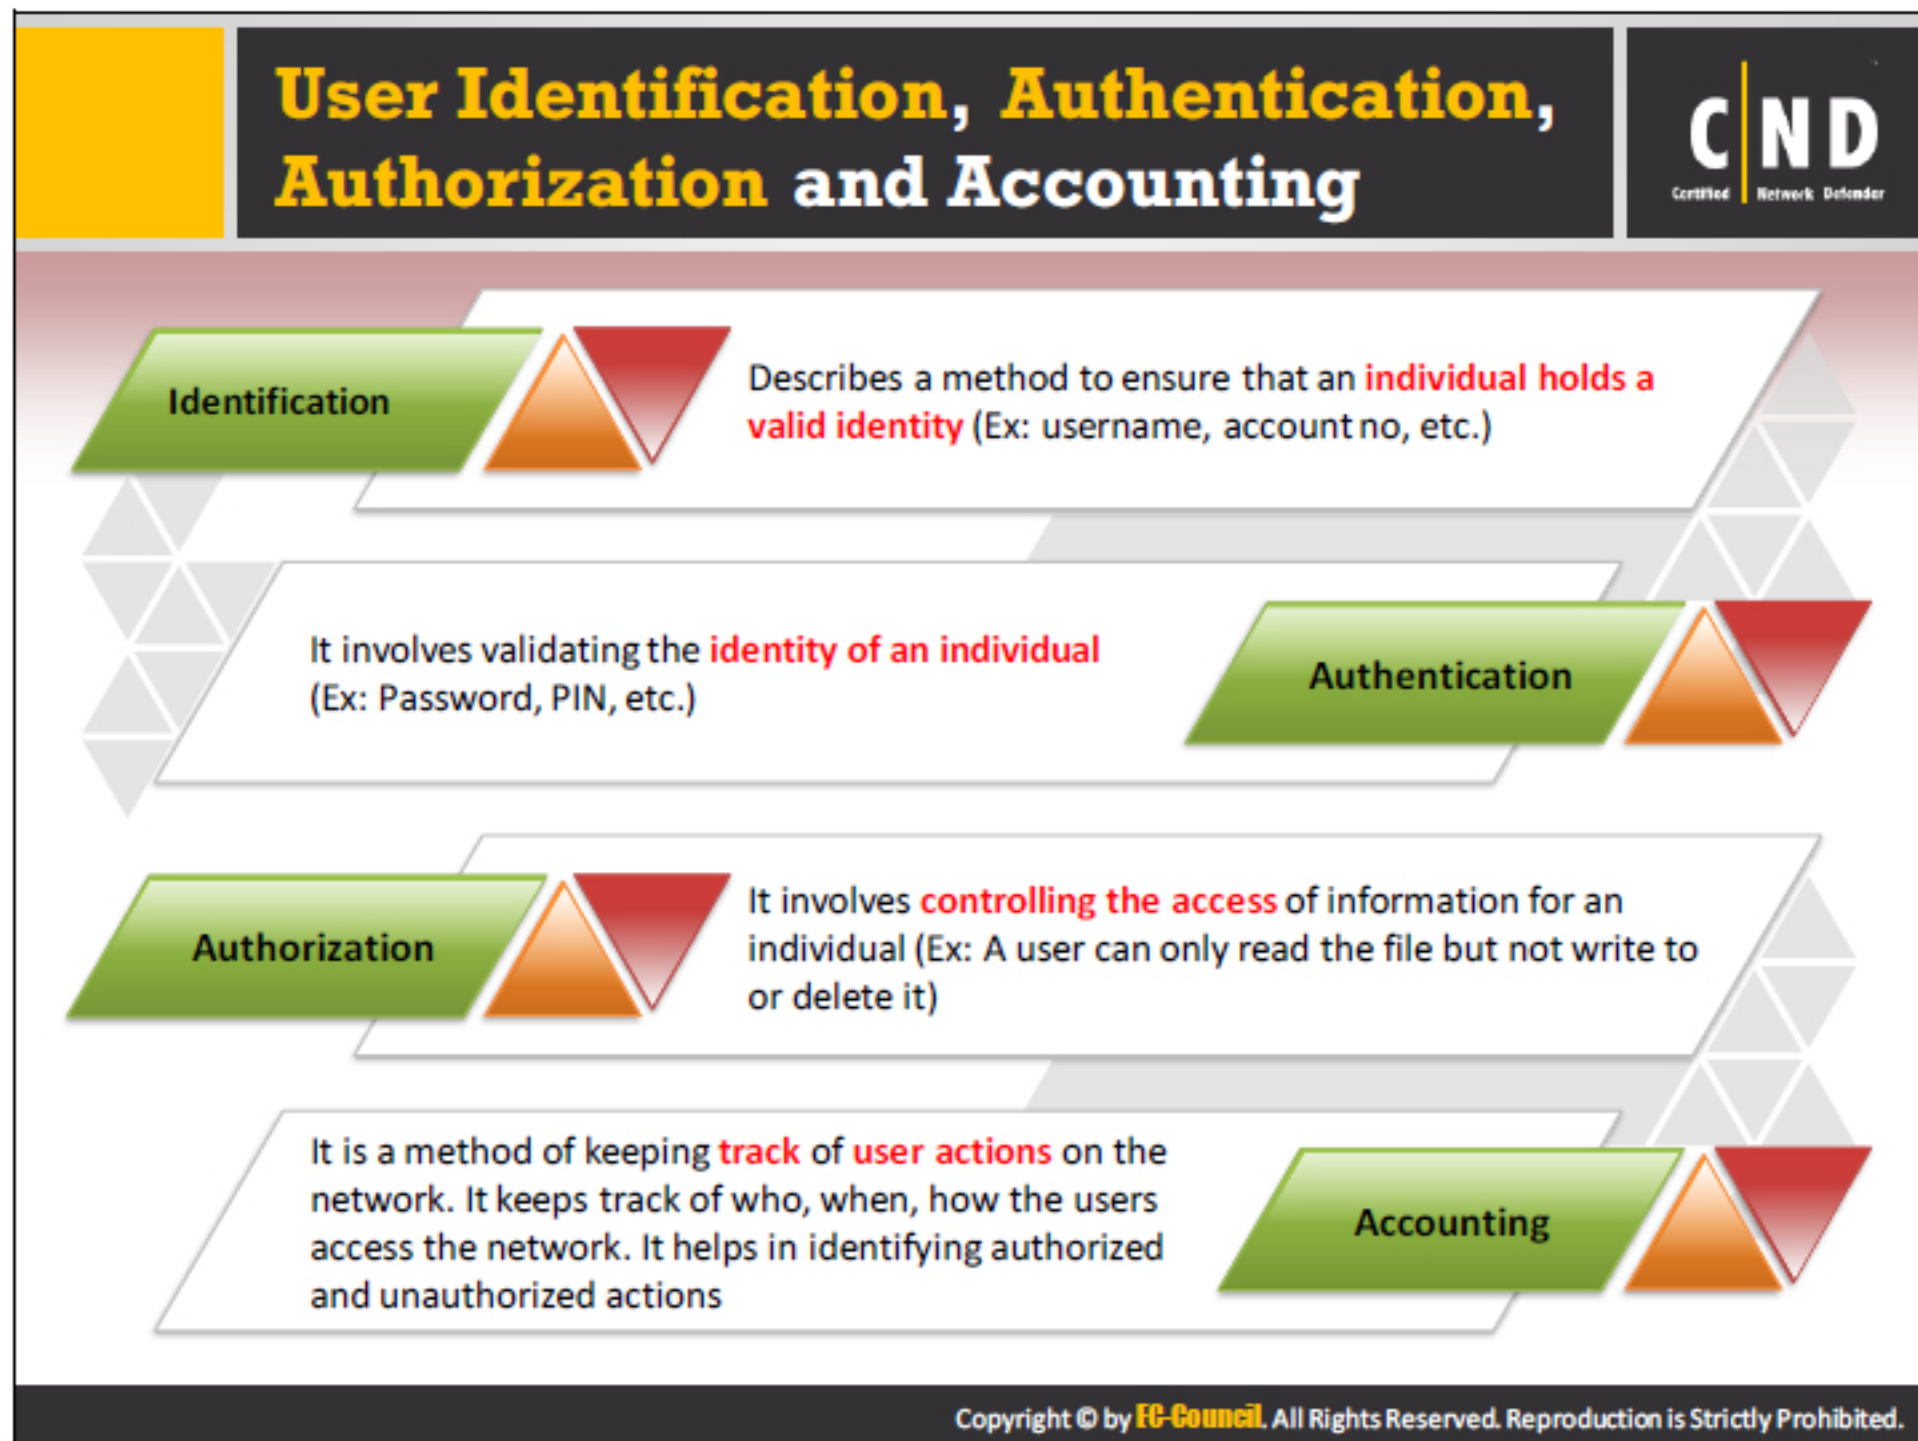 User Identification, Authentication,
Authorization and Accounting
C ND
Certified Network Defender
Identification
Describes a method to ensure that an individual holds a
valid identity (Ex: username, account no, etc.)
It involves validating the identity of an individual
(Ex: Password, PIN, etc.)
Authentication
Authorization
It involves controlling the access of information for an
individual (Ex: A user can only read the file but not write to
or delete it)
It is a method of keeping track of user actions on the
network. It keeps track of who, when, how the users
access the network. It helps in identifying authorized
and unauthorized actions
Accounting
Copyright © by EC-Council. All Rights Reserved. Reproduction is Strictly Prohibited.